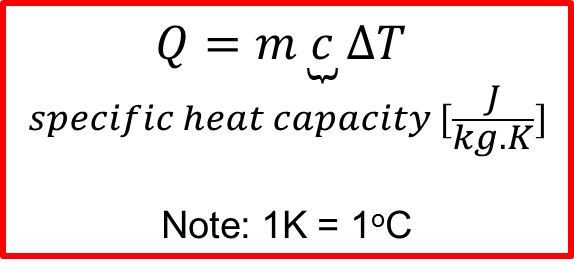 Q = m c ΔT
specific heat capacity [J/kg.K]
Note: 1K = 1°C